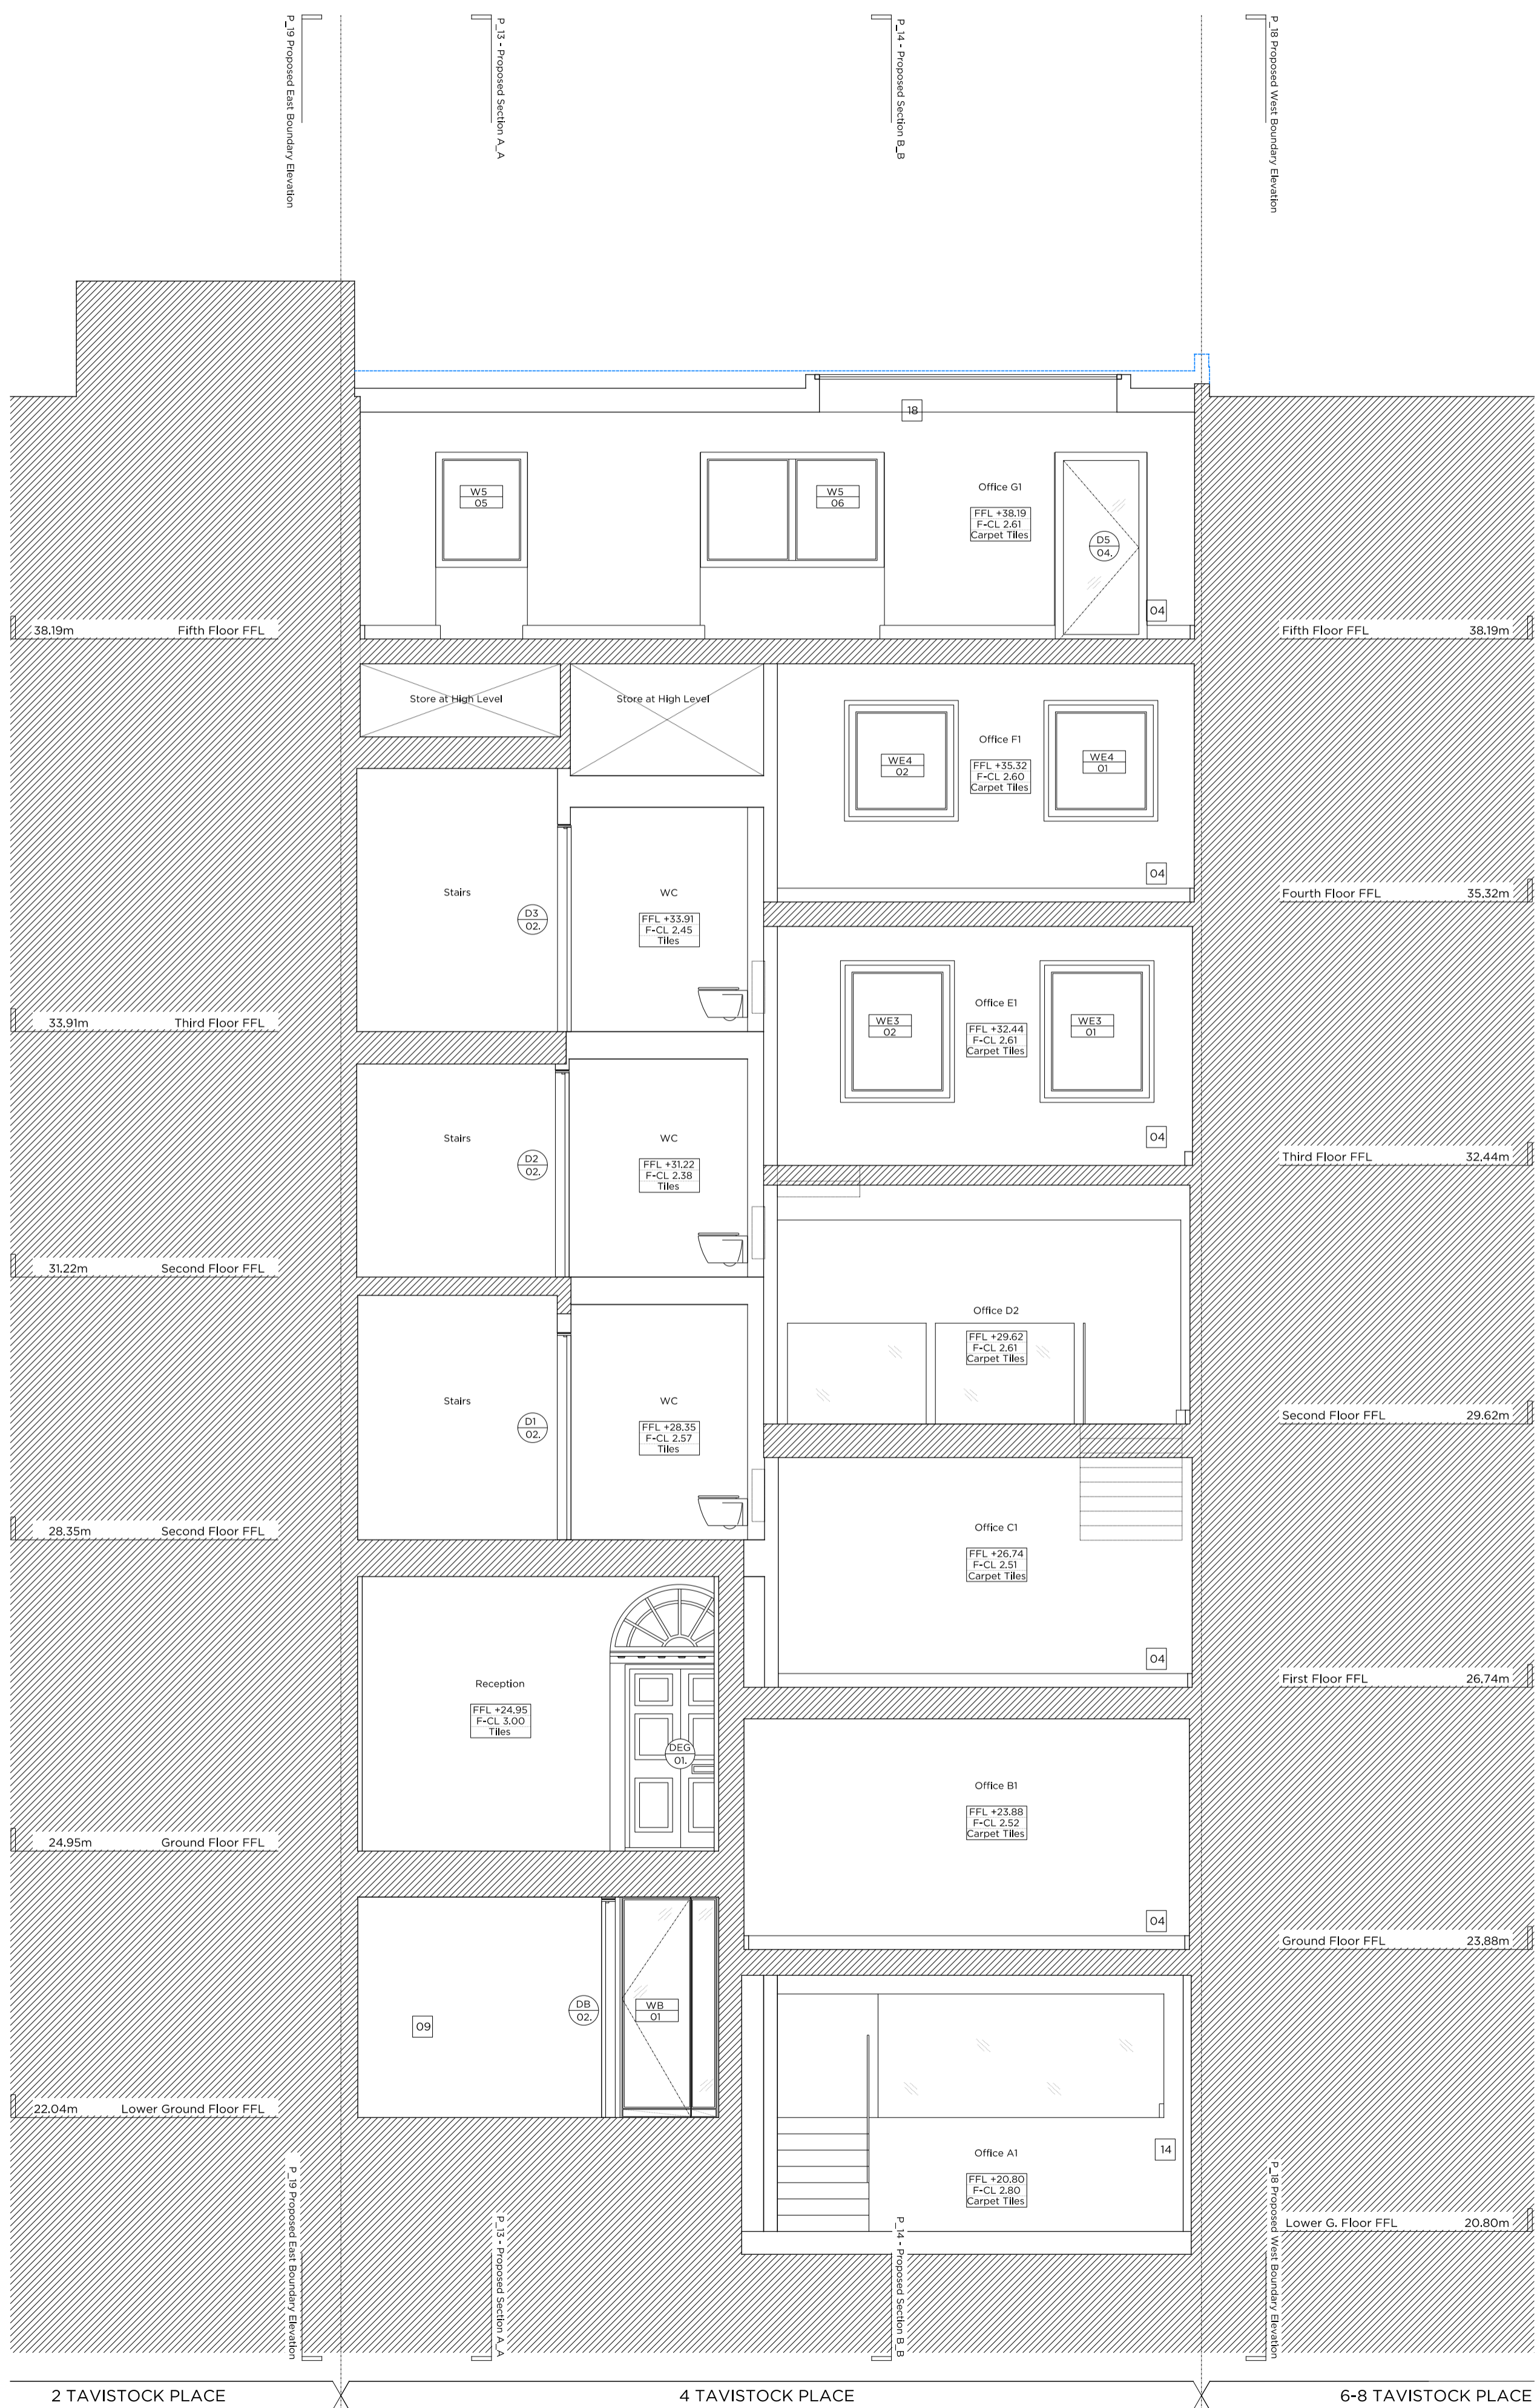 P_19 Proposed East Boundary Elevation
P_13 - Proposed Section A_A
P_14 - Proposed Section B_B
P_18 Proposed West Boundary Elevation
18
W5
05
W5
06
Office G1
FFL +38.19
F-CL 2.61
Carpet Tiles
D5
04.
04
38.19m Fifth Floor FFL
Fifth Floor FFL 38.19m
Store at High Level
Store at High Level
Office F1
FFL +35.32
F-CL 2.60
Carpet Tiles
WE4
02
WE4
01
04
Stairs
D3
02.
WC
FFL +33.91
F-CL 2.45
Tiles
Fourth Floor FFL 35.32m
Office E1
FFL +32.44
F-CL 2.61
Carpet Tiles
WE3
02
WE3
01
04
33.91m Third Floor FFL
Stairs
D2
02.
WC
FFL +31.22
F-CL 2.38
Tiles
Third Floor FFL 32.44m
31.22m Second Floor FFL
Office D2
FFL +29.62
F-CL 2.61
Carpet Tiles
Stairs
D1
02.
WC
FFL +28.35
F-CL 2.57
Tiles
Second Floor FFL 29.62m
28.35m Second Floor FFL
Office C1
FFL +26.74
F-CL 2.51
Carpet Tiles
04
Reception
FFL +24.95
F-CL 3.00
Tiles
DEG
01.
First Floor FFL 26.74m
Office B1
FFL +23.88
F-CL 2.52
Carpet Tiles
04
24.95m Ground Floor FFL
Ground Floor FFL 23.88m
09
DB
02.
WB
01
22.04m Lower Ground Floor FFL
Office A1
FFL +20.80
F-CL 2.80
Carpet Tiles
14
Lower G. Floor FFL 20.80m
P_19 Proposed East Boundary Elevation
P_13 - Proposed Section A_A
P_14 - Proposed Section B_B
P_18 Proposed West Boundary Elevation
2 TAVISTOCK PLACE
4 TAVISTOCK PLACE
6-8 TAVISTOCK PLACE